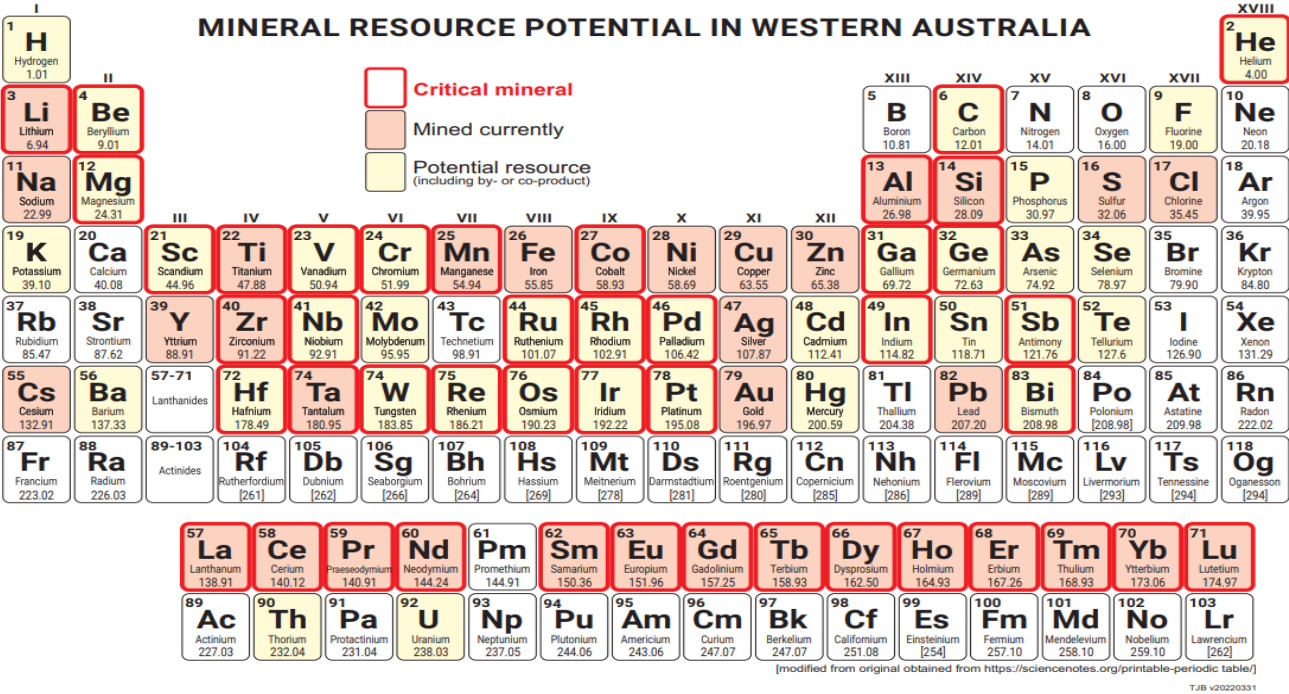 MINERAL RESOURCE POTENTIAL IN WESTERN AUSTRALIA
I XVIII
1 2
H He
Hydrogen Helium
1.01 4.00
Critical mineral
Mined currently
Potential resource
(including by- or co-product)
II XIII XIV XV XVI XVII
3 4 5 6 7 8 9 10
Li Be B C N O F Ne
Lithium Beryllium Boron Carbon Nitrogen Oxygen Fluorine Neon
6.94 9.01 10.81 12.01 14.01 16.00 19.00 20.18
11 12 13 14 15 16 17 18
Na Mg Al Si P S Cl Ar
Sodium Magnesium Aluminium Silicon Phosphorus Sulfur Chlorine Argon
22.99 24.31 26.98 28.09 30.97 32.06 35.45 39.95
III IV V VI VII VIII IX X XI XII
19 20 21 22 23 24 25 26 27 28 29 30 31 32 33 34 35 36
K Ca Sc Ti V Cr Mn Fe Co Ni Cu Zn Ga Ge As Se Br Kr
Potassium Calcium Scandium Titanium Vanadium Chromium Manganese Iron Cobalt Nickel Copper Zinc Gallium Germanium Arsenic Selenium Bromine Krypton
39.10 40.08 44.96 47.88 50.94 51.99 54.94 55.85 58.93 58.69 63.55 65.38 69.72 72.63 74.92 78.97 79.90 84.80
37 38 39 40 41 42 43 44 45 46 47 48 49 50 51 52 53 54
Rb Sr Y Zr Nb Mo Tc Ru Rh Pd Ag Cd In Sn Sb Te I Xe
Rubidium Strontium Yttrium Zirconium Niobium Molybdenum Technetium Ruthenium Rhodium Palladium Silver Cadmium Indium Tin Antimony Tellurium Iodine Xenon
85.47 87.62 88.91 91.22 92.91 95.95 98.91 101.07 102.91 106.42 107.87 112.41 114.82 118.71 121.76 127.6 126.90 131.29
55 56 57-71 72 74 74 75 76 77 78 79 80 81 82 83 84 85 86
Cs Ba Lanthanides Hf Ta W Re Os Ir Pt Au Hg Tl Pb Bi Po At Rn
Cesium Barium Hafnium Tantalum Tungsten Rhenium Osmium Iridium Platinum Gold Mercury Thallium Lead Bismuth Polonium Astatine Radon
132.91 137.33 178.49 180.95 183.85 186.21 190.23 192.22 195.08 196.97 200.59 204.38 207.20 208.98 [208.98] 209.98 222.02
87 88 89-103 104 105 106 107 108 109 110 111 112 113 114 115 116 117 118
Fr Ra Actinides Rf Db Sg Bh Hs Mt Ds Rg Cn Nh Fl Mc Lv Ts Og
Francium Radium Rutherfordium Dubnium Seaborgium Bohrium Hassium Meitnerium Darmstadtium Roentgenium Copernicium Nehonium Flerovium Moscovium Livermorium Tennessine Oganesson
223.02 226.03 [261] [262] [266] [264] [269] [278] [281] [280] [285] [286] [289] [289] [293] [294] [294]
57 58 59 60 61 62 63 64 65 66 67 68 69 70 71
La Ce Pr Nd Pm Sm Eu Gd Tb Dy Ho Er Tm Yb Lu
Lanthanum Cerium Praeseodymium Neodymium Promethium Samarium Europium Gadolinium Terbium Dysprosium Holmium Erbium Thulium Ytterbium Lutetium
138.91 140.12 140.91 144.24 144.91 150.36 151.96 157.25 158.93 162.50 164.93 167.26 168.93 173.06 174.97
89 90 91 92 93 94 95 96 97 98 99 100 101 102 103
Ac Th Pa U Np Pu Am Cm Bk Cf Es Fm Md No Lr
Actinium Thorium Protactinium Uranium Neptunium Plutonium Americium Curium Berkelium Californium Einsteinium Fermium Mendelevium Nobelium Lawrencium
227.03 232.04 231.04 238.03 237.05 244.06 243.06 247.07 247.07 251.08 [254] 257.10 258.10 259.10 [262]
[modified from original obtained from https://sciencenotes.org/printable-periodic table/]
TJB v20220331